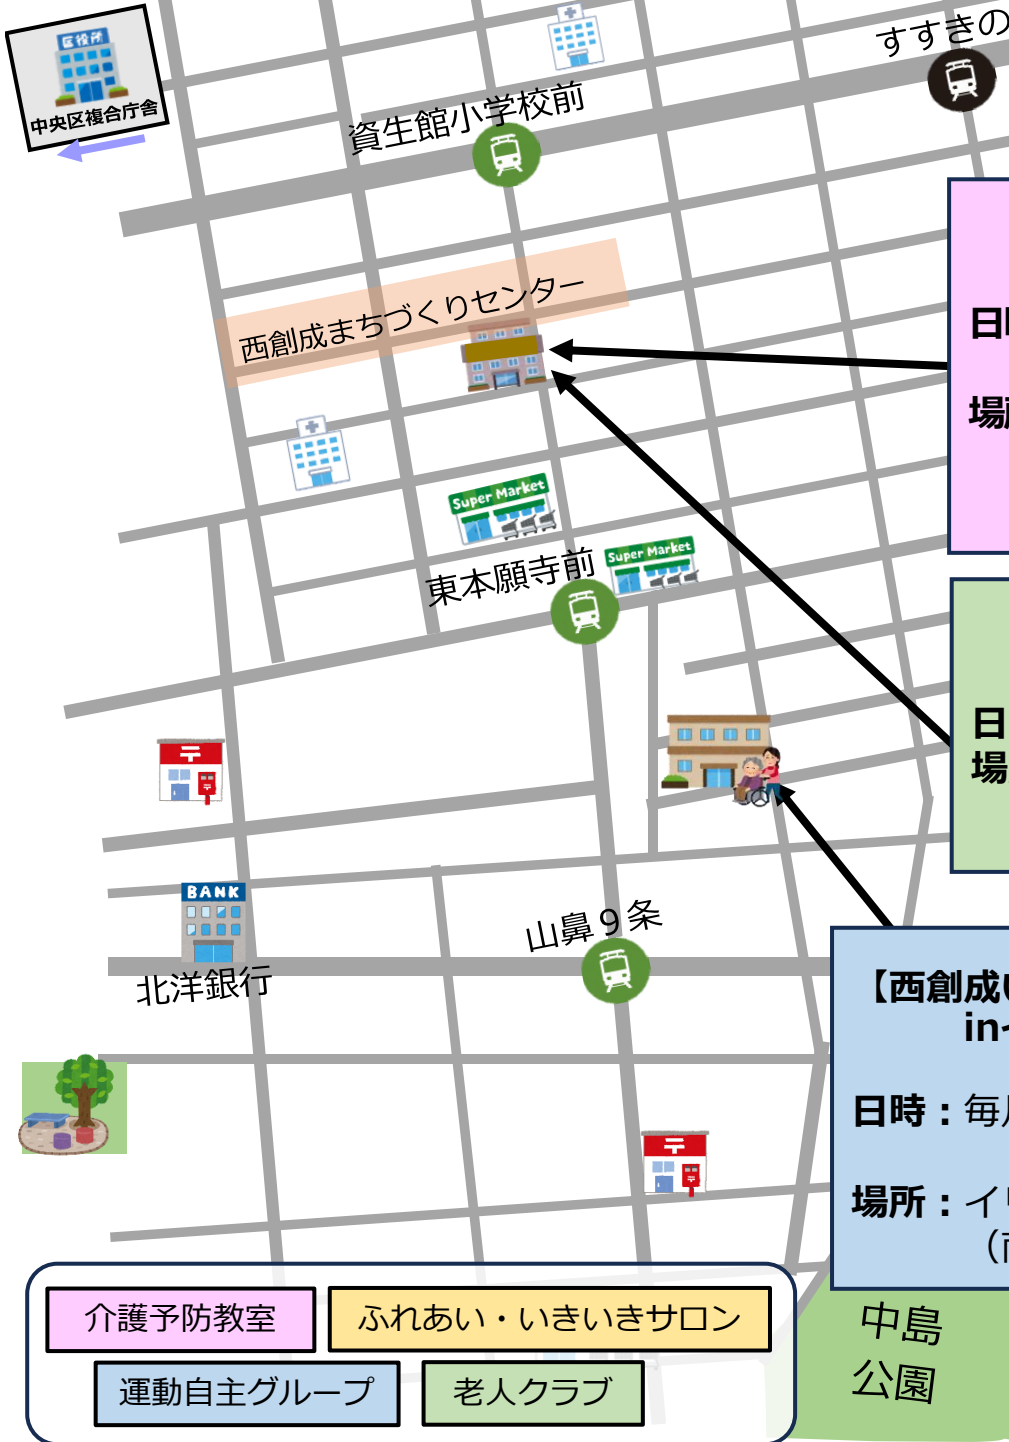 区役所
中央区複合庁舎
すすきの
資生館小学校前
西創成まちづくりセンター
日
場
Super Market
東本願寺前
Super Market
日
場
〒
BANK
北洋銀行
山鼻９条
【西創成
in
日時：毎
場所：イ
〒
介護予防教室
ふれあい・いきいきサロン
運動自主グループ
老人クラブ
中島
公園